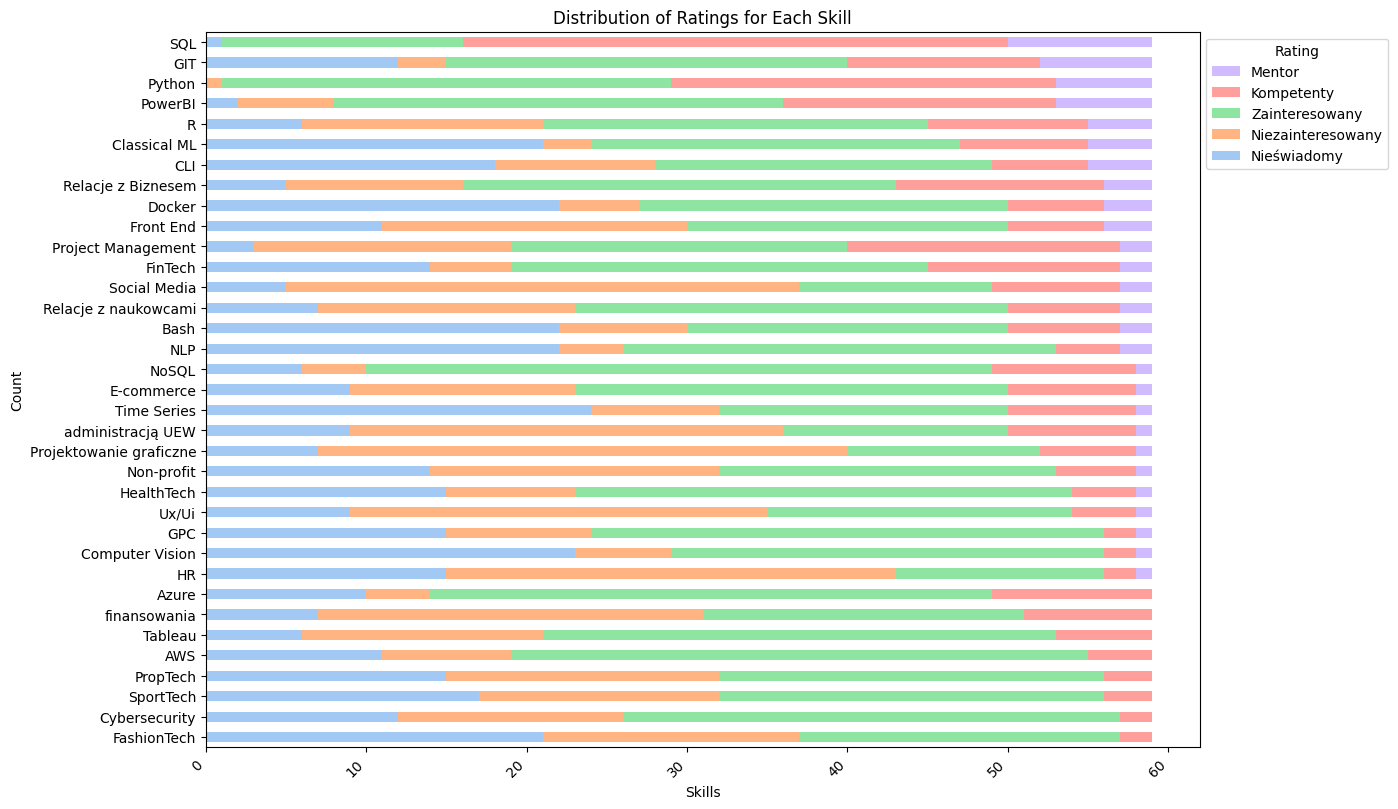 Distribution of Ratings for Each Skill
SQL
GIT
Python
PowerBI
R
Classical ML
CLI
Relacje z Biznesem
Docker
Front End
Project Management
FinTech
Social Media
Relacje z naukowcami
Bash
NLP
NoSQL
E-commerce
Time Series
administracją UEW
Projektowanie graficzne
Non-profit
HealthTech
Ux/Ui
GPC
Computer Vision
HR
Azure
finansowania
Tableau
AWS
PropTech
SportTech
Cybersecurity
FashionTech
Count
0 10 20 30 40 50 60
Skills
Rating
Mentor
Kompetenty
Zainteresowany
Niezainteresowany
Nieświadomy